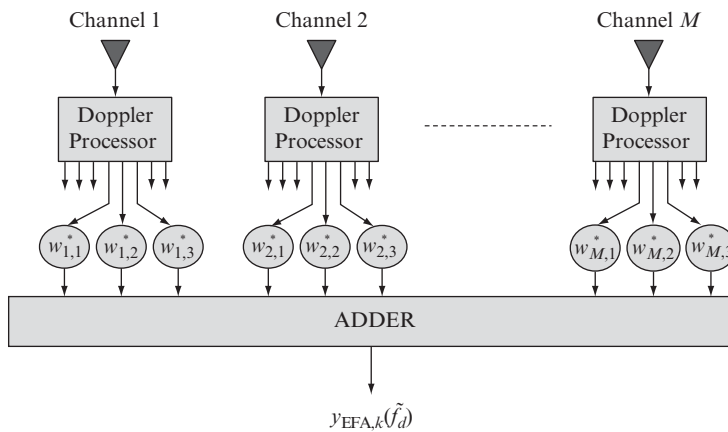 Channel 1 Channel 2 Channel M
Doppler Processor Doppler Processor Doppler Processor
w*1,1 w*1,2 w*1,3 w*2,1 w*2,2 w*2,3 w*M,1 w*M,2 w*M,3
ADDER
yEFA,k(f̃d)